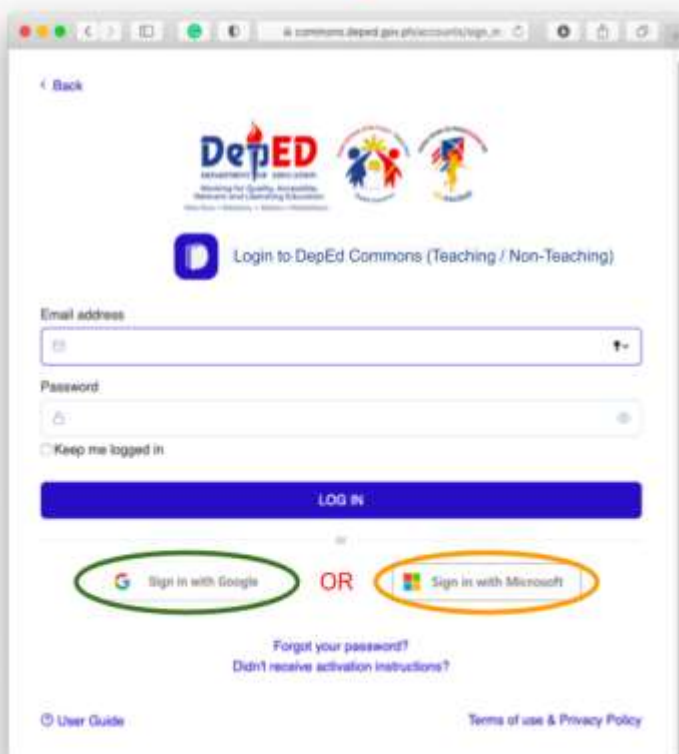 commons.deped.gov.ph/accounts/sign_in
Back
DepED
DEPARTMENT OF EDUCATION
Login to DepEd Commons (Teaching / Non-Teaching)
Email address
Password
Keep me logged in
LOG IN
or
Sign in with Google
OR
Sign in with Microsoft
Forgot your password?
Didn't receive activation instructions?
User Guide
Terms of use & Privacy Policy